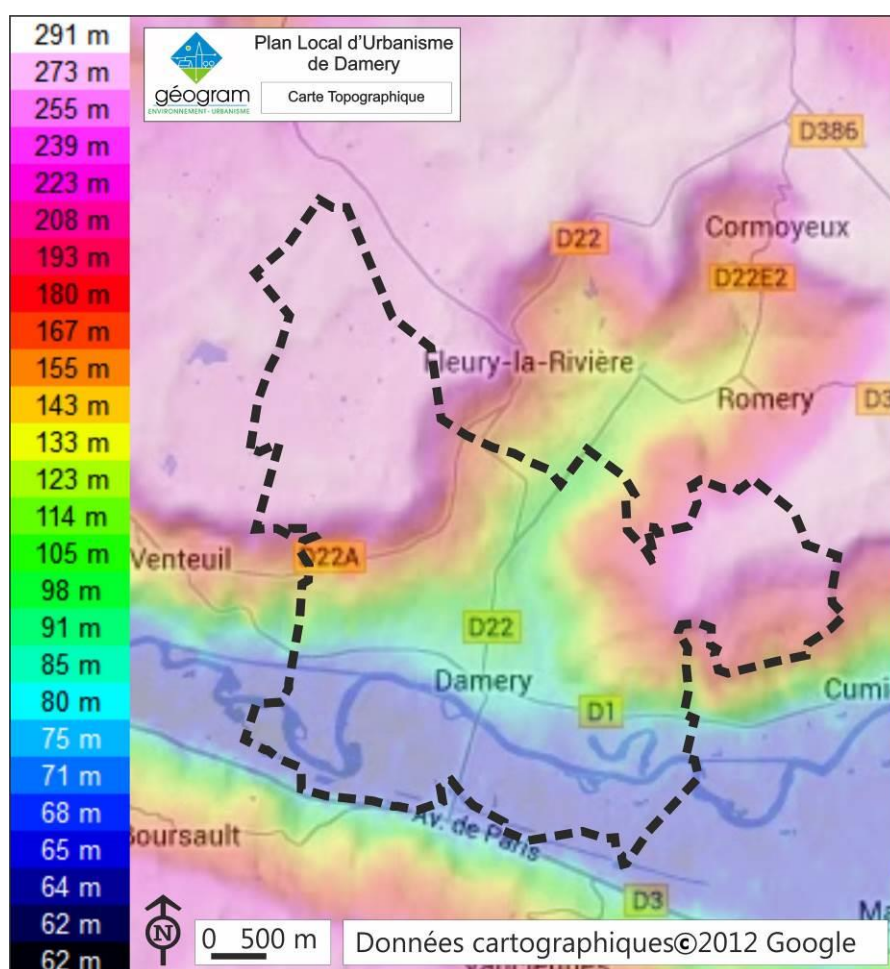 291 m
273 m
255 m
239 m
223 m
208 m
193 m
180 m
167 m
155 m
143 m
133 m
123 m
114 m
105 m
98 m
91 m
85 m
80 m
75 m
71 m
68 m
65 m
64 m
62 m
62 m
géogram
ENVIRONNEMENT - URBANISME
Plan Local d'Urbanisme
de Damery
Carte Topographique
D386
Cormoyeux
D22
D22E2
Fleury-la-Rivière
Romery
D3
Venteuil
D22A
D22
Damery
D1
Cumi
Av. de Paris
Boursault
D3
Ma
N
0 500 m
Données cartographiques©2012 Google